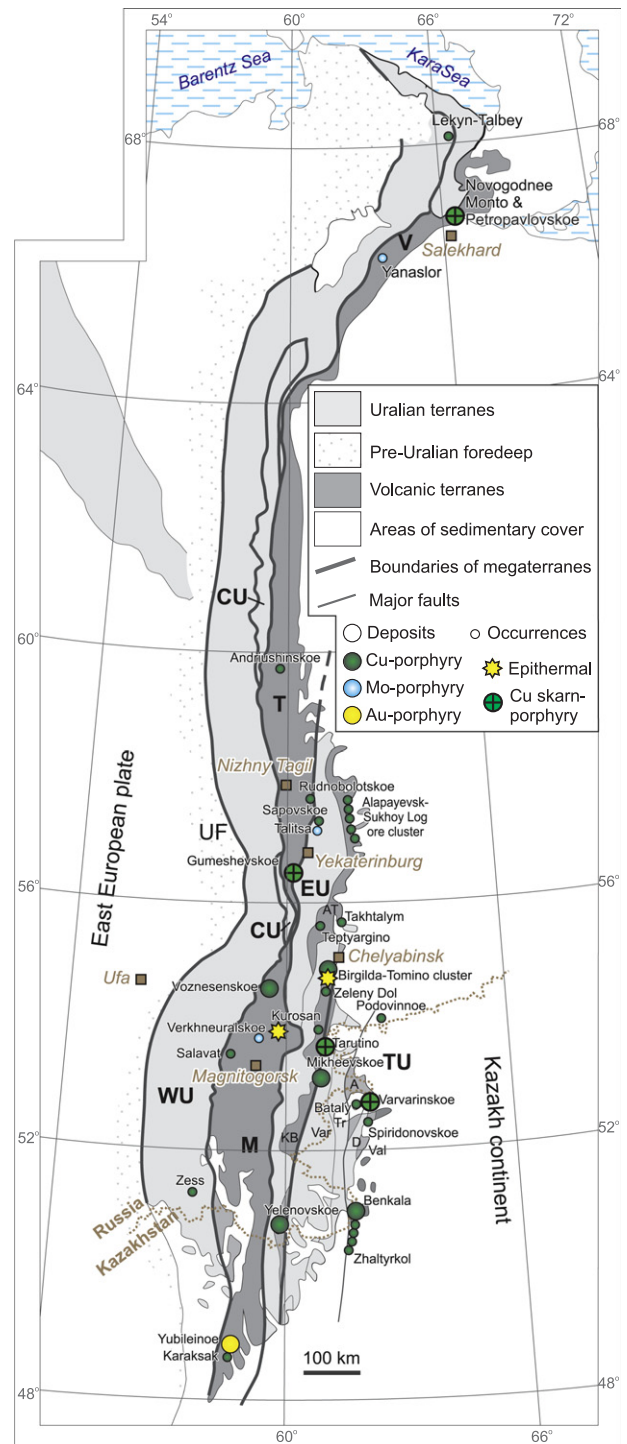 54°
60°
66°
72°
Barentz Sea
KaraSea
68°
68°
Lekyn-Talbey
Novogodnee
Monto &
Petropavlovskoe
V
Salekhard
Yanaslor
64°
64°
Uralian terranes
Pre-Uralian foredeep
Volcanic terranes
Areas of sedimentary cover
Boundaries of megaterranes
Major faults
Deposits
Occurrences
Cu-porphyry
Epithermal
Mo-porphyry
Cu skarn-
porphyry
Au-porphyry
CU
60°
60°
Andriushinskoe
T
Nizhny Tagil
Rudnobolotskoe
Sapovskoe
Talitsa
Alapayevsk-
Sukhoy Log
ore cluster
East European plate
UF
Gumeshevskoe
Yekaterinburg
56°
56°
EU
AT
Takhtalym
CU
Teptyargino
Chelyabinsk
Ufa
Birgilda-Tomino cluster
Voznesenskoe
Zeleny Dol
Podovinnoe
Kurosan
Verkhneuralskoe
Tarutino
Salavat
Mikheevskoe
TU
Magnitogorsk
Kazakh continent
WU
A
Varvarinskoe
Bataly
Tr
Spiridonovskoe
52°
52°
M
KB
Var
D
Val
Zess
Benkala
Yelenovskoe
Russia
Kazakhstan
Zhaltyrkol
Yubileinoe
Karaksak
100 km
48°
48°
60°
66°